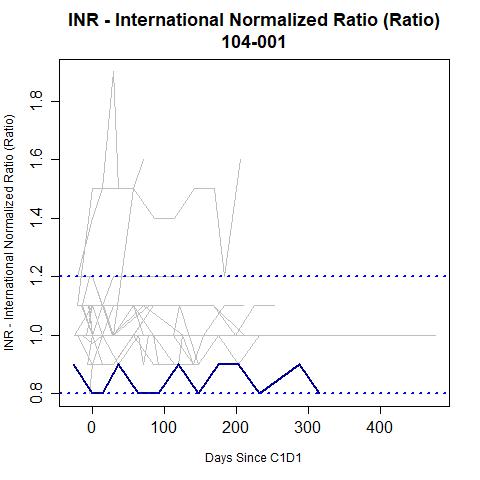 INR - International Normalized Ratio (Ratio)
104-001
INR - International Normalized Ratio (Ratio)
1.8
1.6
1.4
1.2
1.0
0.8
0 100 200 300 400
Days Since C1D1